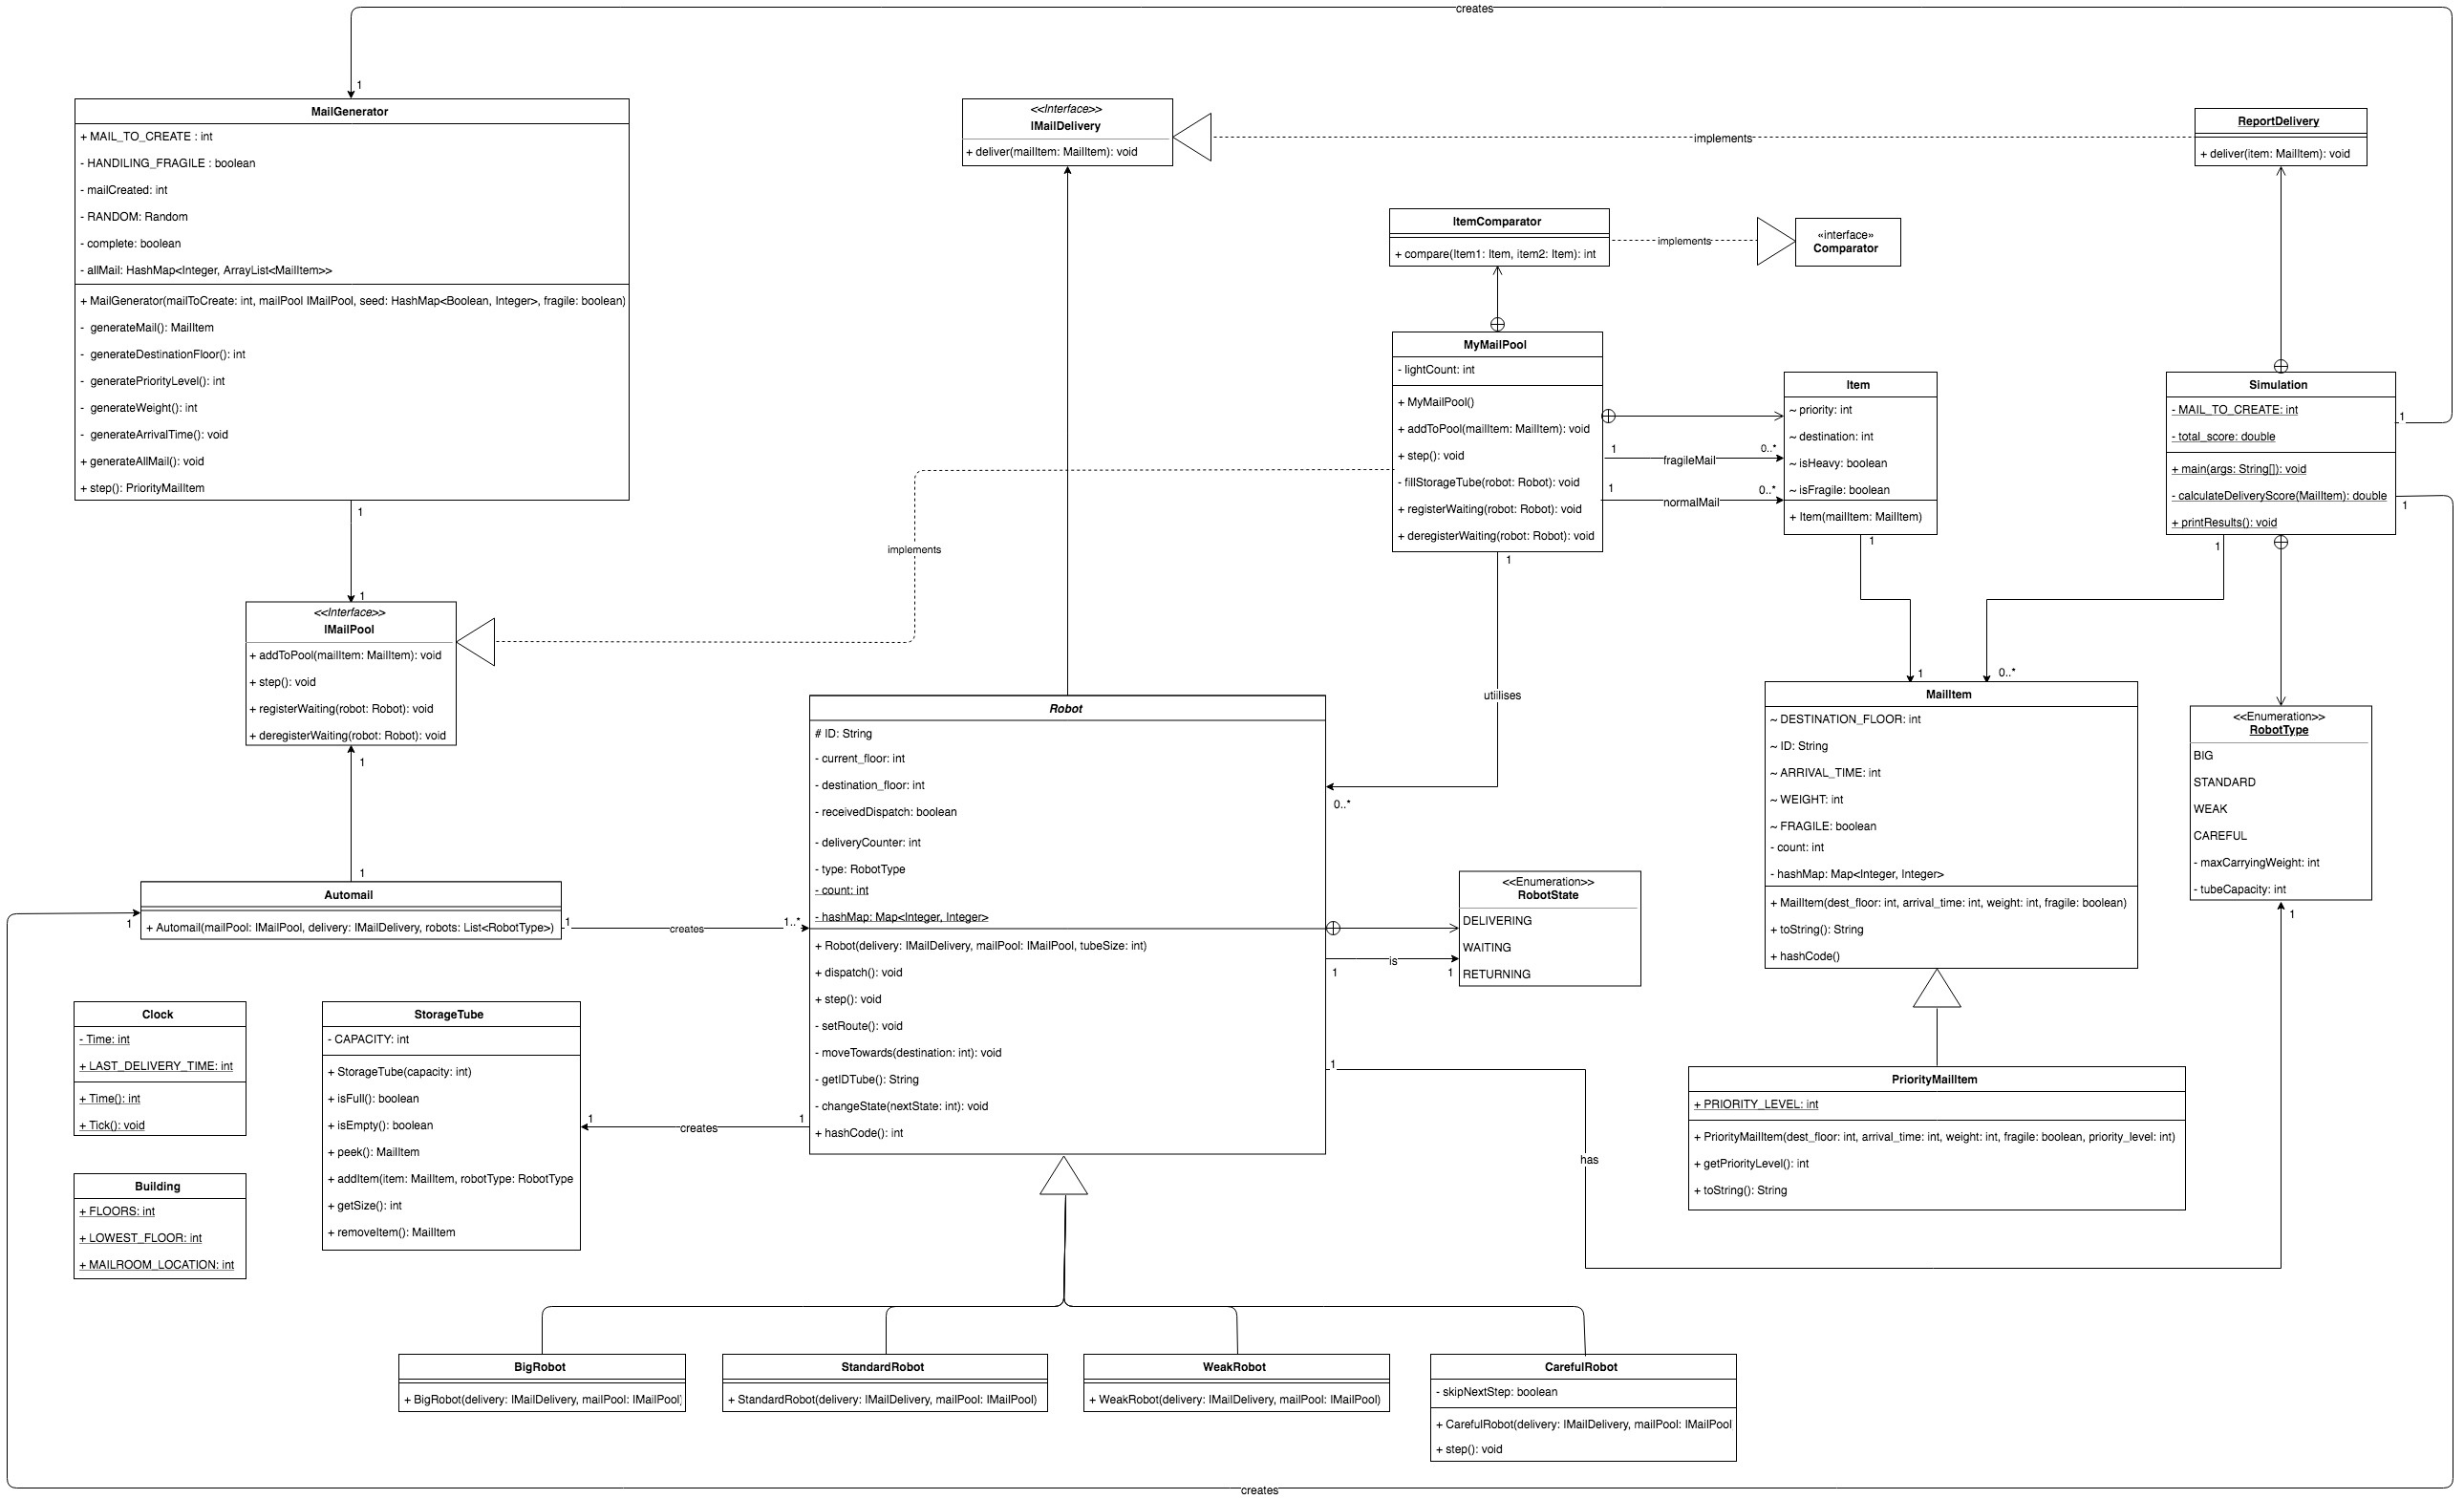 creates
1
MailGenerator
+ MAIL_TO_CREATE : int
- HANDILING_FRAGILE : boolean
- mailCreated: int
- RANDOM: Random
- complete: boolean
- allMail: HashMap<Integer, ArrayList<MailItem>>
+ MailGenerator(mailToCreate: int, mailPool IMailPool, seed: HashMap<Boolean, Integer>, fragile: boolean)
- generateMail(): MailItem
- generateDestinationFloor(): int
- generatePriorityLevel(): int
- generateWeight(): int
- generateArrivalTime(): void
+ generateAllMail(): void
+ step(): PriorityMailItem
1
1
<<Interface>>
IMailDelivery
+ deliver(mailItem: MailItem): void
implements
ReportDelivery
+ deliver(item: MailItem): void
ItemComparator
+ compare(Item1: Item, item2: Item): int
implements
«interface»
Comparator
MyMailPool
- lightCount: int
+ MyMailPool()
+ addToPool(mailItem: MailItem): void
+ step(): void
- fillStorageTube(robot: Robot): void
+ registerWaiting(robot: Robot): void
+ deregisterWaiting(robot: Robot): void
1
fragileMail
0..*
1
normalMail
0..*
Item
~ priority: int
~ destination: int
~ isHeavy: boolean
~ isFragile: boolean
+ Item(mailItem: MailItem)
1
Simulation
- MAIL_TO_CREATE: int
- total_score: double
+ main(args: String[]): void
- calculateDeliveryScore(MailItem): double
+ printResults(): void
1
1
1
implements
<<Interface>>
IMailPool
+ addToPool(mailItem: MailItem): void
+ step(): void
+ registerWaiting(robot: Robot): void
+ deregisterWaiting(robot: Robot): void
1
1
1
utiilises
0..*
1
0..*
Robot
# ID: String
- current_floor: int
- destination_floor: int
- receivedDispatch: boolean
- deliveryCounter: int
- type: RobotType
- count: int
- hashMap: Map<Integer, Integer>
+ Robot(delivery: IMailDelivery, mailPool: IMailPool, tubeSize: int)
+ dispatch(): void
+ step(): void
- setRoute(): void
- moveTowards(destination: int): void
- getIDTube(): String
- changeState(nextState: int): void
+ hashCode(): int
MailItem
~ DESTINATION_FLOOR: int
~ ID: String
~ ARRIVAL_TIME: int
~ WEIGHT: int
~ FRAGILE: boolean
- count: int
- hashMap: Map<Integer, Integer>
+ MailItem(dest_floor: int, arrival_time: int, weight: int, fragile: boolean)
+ toString(): String
+ hashCode()
<<Enumeration>>
RobotType
BIG
STANDARD
WEAK
CAREFUL
- maxCarryingWeight: int
- tubeCapacity: int
1
Automail
+ Automail(mailPool: IMailPool, delivery: IMailDelivery, robots: List<RobotType>)
1
1
creates
1..*
<<Enumeration>>
RobotState
DELIVERING
WAITING
RETURNING
1
is
1
Clock
- Time: int
+ LAST_DELIVERY_TIME: int
+ Time(): int
+ Tick(): void
StorageTube
- CAPACITY: int
+ StorageTube(capacity: int)
+ isFull(): boolean
+ isEmpty(): boolean
+ peek(): MailItem
+ addItem(item: MailItem, robotType: RobotType
+ getSize(): int
+ removeItem(): MailItem
1
creates
1
1
has
PriorityMailItem
+ PRIORITY_LEVEL: int
+ PriorityMailItem(dest_floor: int, arrival_time: int, weight: int, fragile: boolean, priority_level: int)
+ getPriorityLevel(): int
+ toString(): String
Building
+ FLOORS: int
+ LOWEST_FLOOR: int
+ MAILROOM_LOCATION: int
BigRobot
+ BigRobot(delivery: IMailDelivery, mailPool: IMailPool)
StandardRobot
+ StandardRobot(delivery: IMailDelivery, mailPool: IMailPool)
WeakRobot
+ WeakRobot(delivery: IMailDelivery, mailPool: IMailPool)
CarefulRobot
- skipNextStep: boolean
+ CarefulRobot(delivery: IMailDelivery, mailPool: IMailPool
+ step(): void
creates